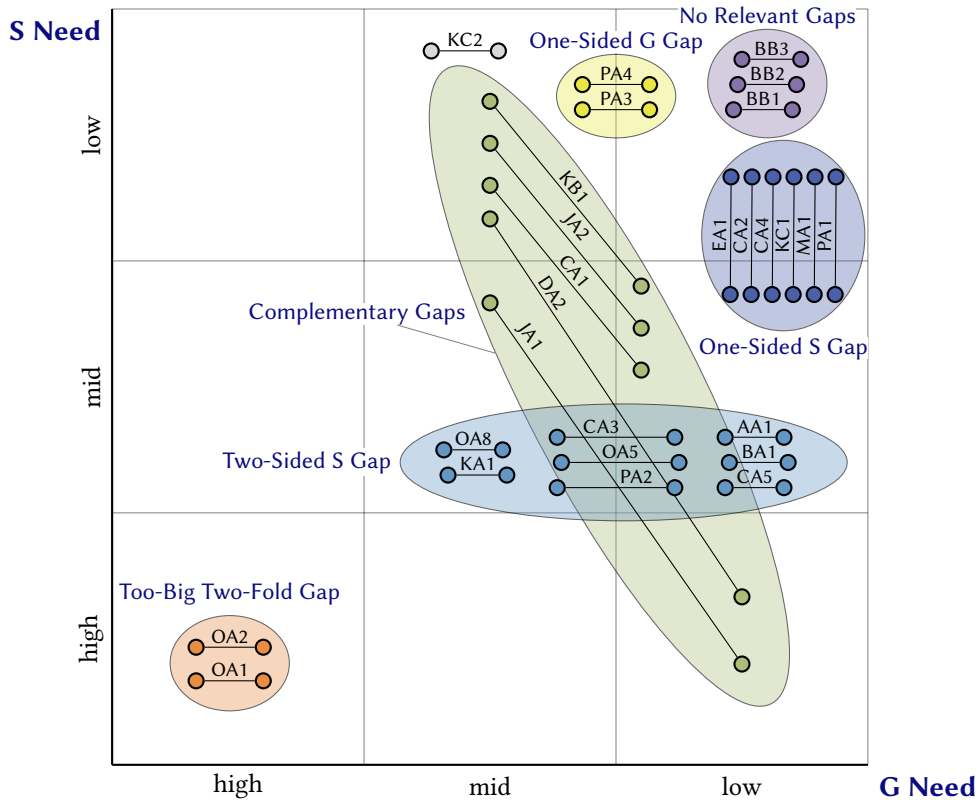 S Need
No Relevant Gaps
One-Sided G Gap
KC2
BB3
PA4
BB2
PA3
BB1
low
KB1
JA2
EA1
CA2
CA4
KC1
MA1
PA1
CA1
DA2
Complementary Gaps
JA1
One-Sided S Gap
mid
CA3
AA1
OA8
OA5
BA1
Two-Sided S Gap
KA1
PA2
CA5
Too-Big Two-Fold Gap
high
OA2
OA1
high
mid
low
G Need